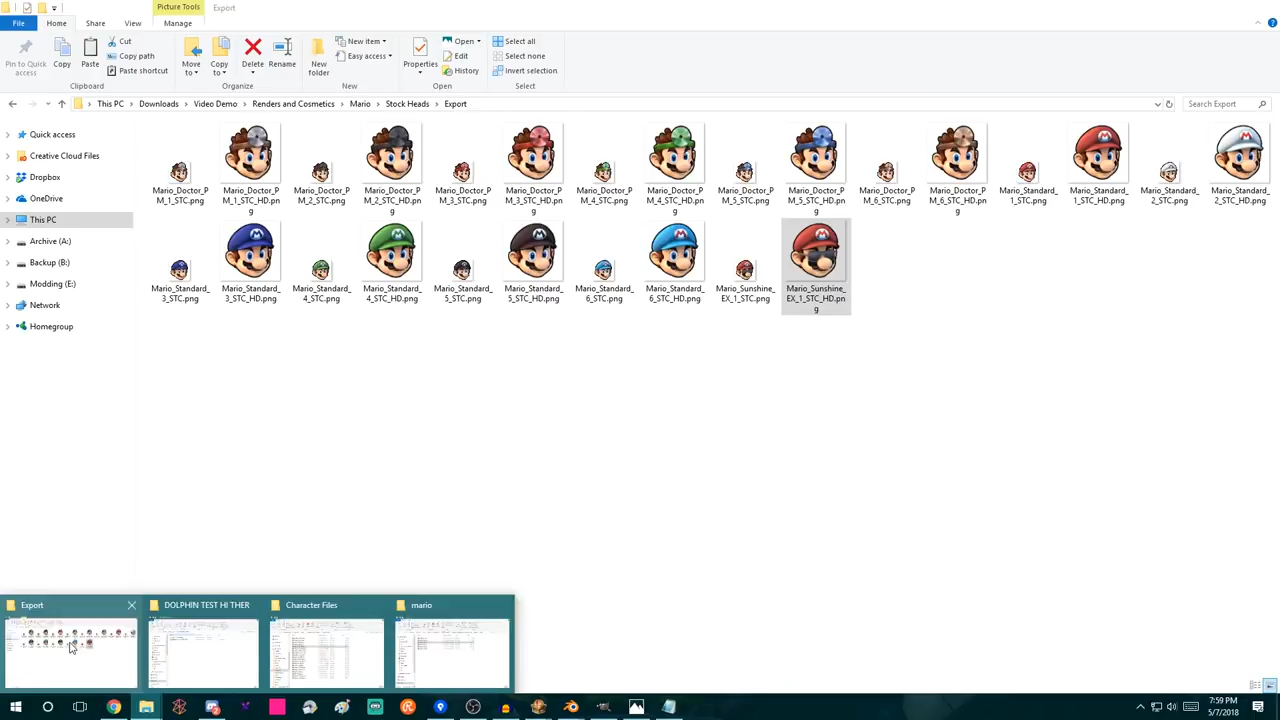 Picture Tools
Export
File
Home
Share
View
Manage
Pin to Quick access
Copy
Paste
Cut
Copy path
Paste shortcut
Move to
Copy to
Delete
Rename
New folder
New item
Easy access
Properties
Open
Edit
History
Select all
Select none
Invert selection
Clipboard
Organize
New
Open
Select
This PC
Downloads
Video Demo
Renders and Cosmetics
Mario
Stock Heads
Export
Search Export
Quick access
Creative Cloud Files
Dropbox
OneDrive
This PC
Archive (A:)
Backup (B:)
Modding (E:)
Network
Homegroup
Mario_Doctor_PM_1_STC.png
Mario_Doctor_PM_1_STC_HD.png
Mario_Doctor_PM_2_STC.png
Mario_Doctor_PM_2_STC_HD.png
Mario_Doctor_PM_3_STC.png
Mario_Doctor_PM_3_STC_HD.png
Mario_Doctor_PM_4_STC.png
Mario_Doctor_PM_4_STC_HD.png
Mario_Doctor_PM_5_STC.png
Mario_Doctor_PM_5_STC_HD.png
Mario_Doctor_PM_6_STC.png
Mario_Doctor_PM_6_STC_HD.png
Mario_Standard_1_STC.png
Mario_Standard_1_STC_HD.png
Mario_Standard_2_STC.png
Mario_Standard_2_STC_HD.png
Mario_Standard_3_STC.png
Mario_Standard_3_STC_HD.png
Mario_Standard_4_STC.png
Mario_Standard_4_STC_HD.png
Mario_Standard_5_STC.png
Mario_Standard_5_STC_HD.png
Mario_Standard_6_STC.png
Mario_Standard_6_STC_HD.png
Mario_Sunshine_EX_1_STC.png
Mario_Sunshine_EX_1_STC_HD.png
Export
DOLPHIN TEST HI THER
Character Files
mario
7:59 PM
5/7/2018